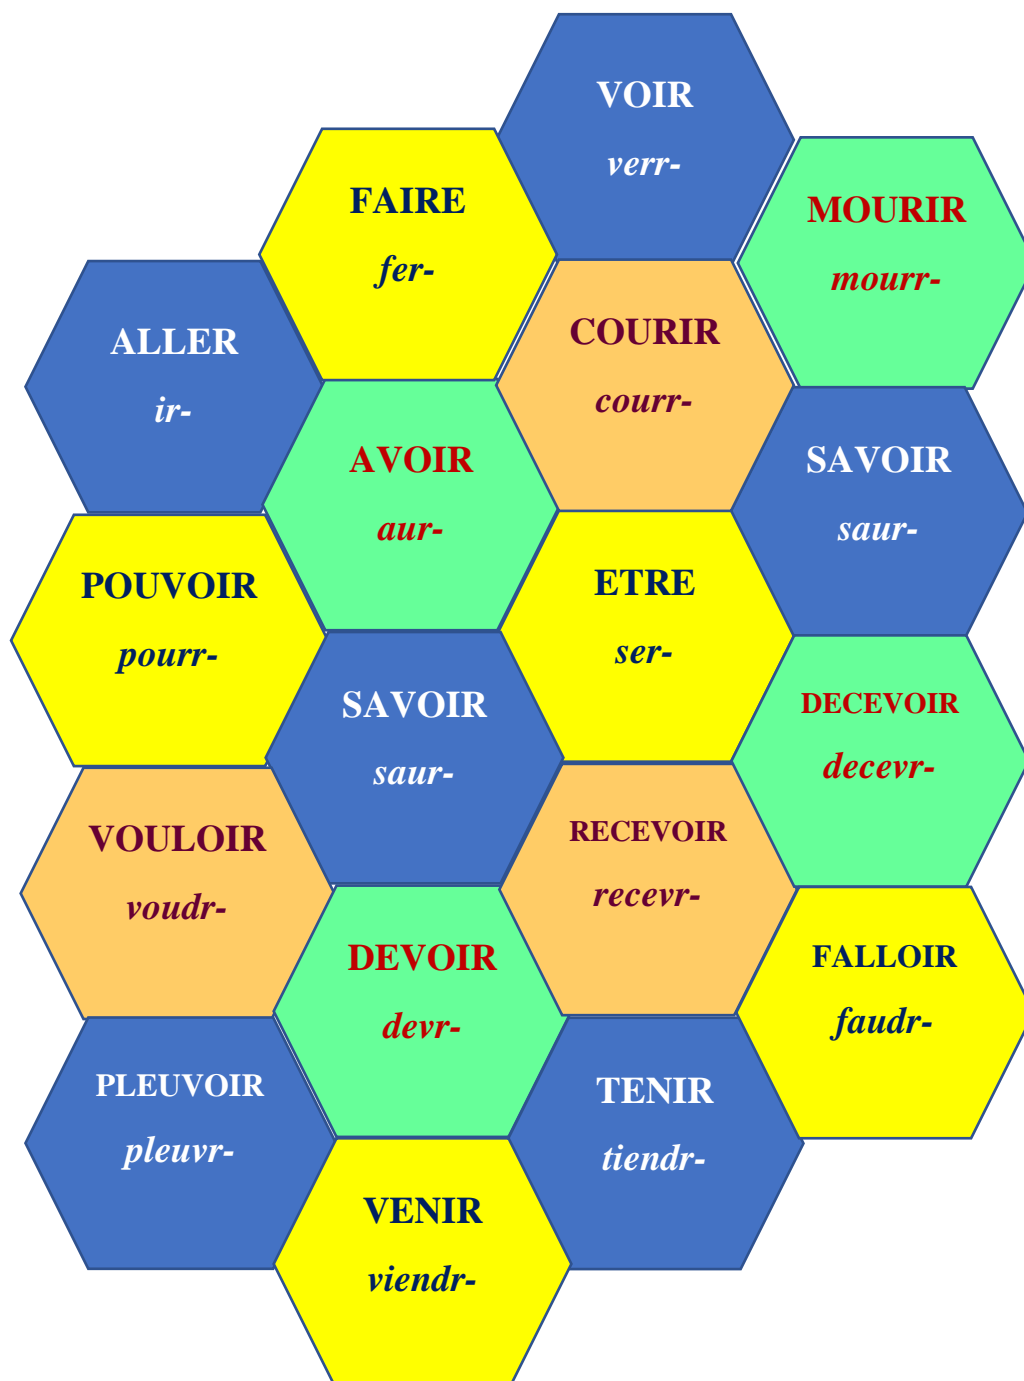 VOIR
verr-
FAIRE
fer-
MOURIR
mourr-
ALLER
ir-
COURIR
courr-
AVOIR
aur-
SAVOIR
saur-
POUVOIR
pourr-
ETRE
ser-
SAVOIR
saur-
DECEVOIR
decevr-
VOULOIR
voudr-
RECEVOIR
recevr-
DEVOIR
devr-
FALLOIR
faudr-
PLEUVOIR
pleuvr-
TENIR
tiendr-
VENIR
viendr-